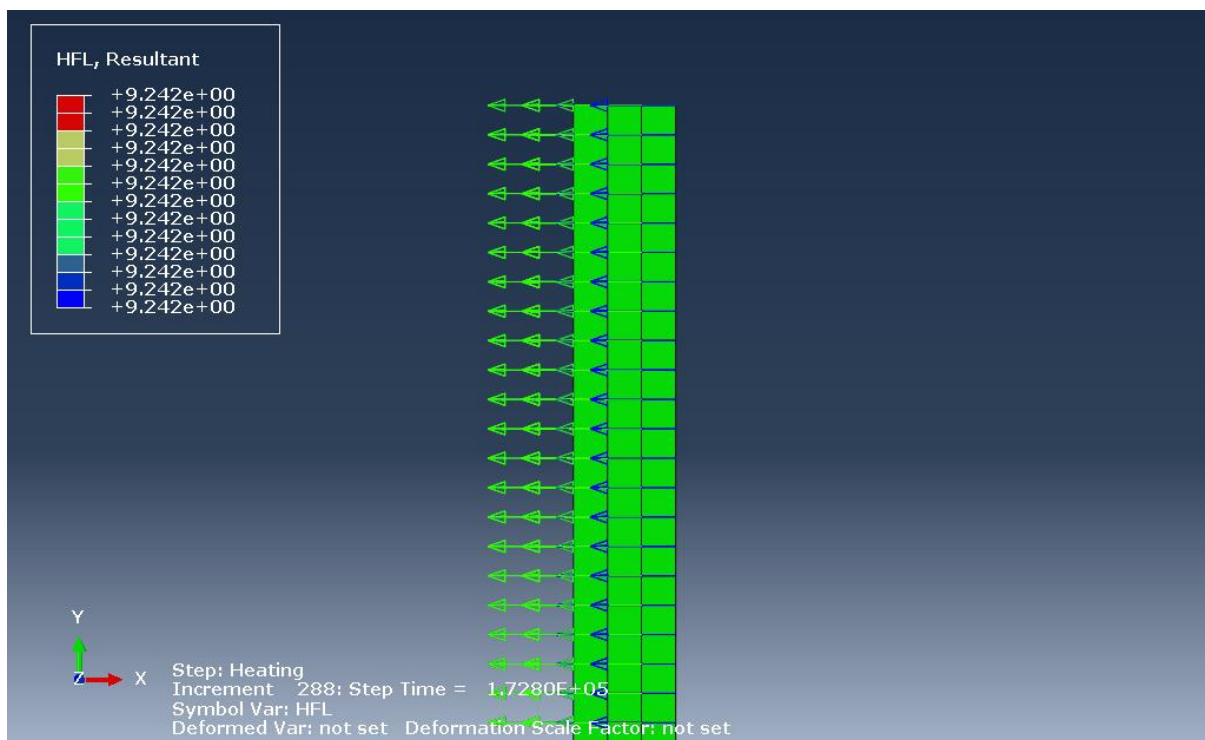 HFL, Resultant
+9.242e+00
+9.242e+00
+9.242e+00
+9.242e+00
+9.242e+00
+9.242e+00
+9.242e+00
+9.242e+00
+9.242e+00
+9.242e+00
+9.242e+00
+9.242e+00
+9.242e+00
Y
Z X
Step: Heating
Increment 288: Step Time = 1.7280E+05
Symbol Var: HFL
Deformed Var: not set Deformation Scale Factor: not set